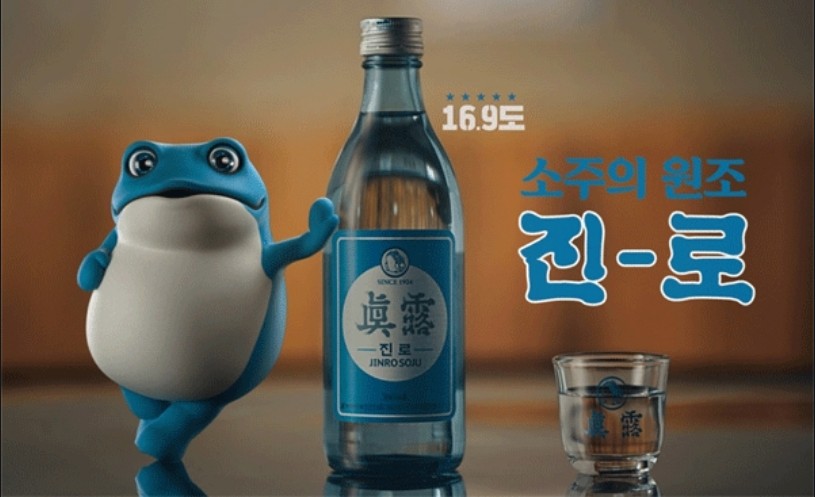 ★★★★★
16.9도
소주의 원조
진-로
SINCE 1924
眞露
진로
JINRO SOJU
眞露